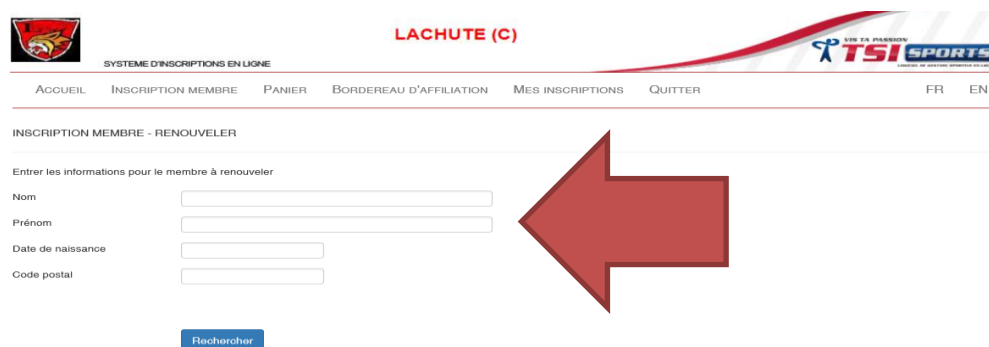 LACHUTE (C)
VIS TA PASSION
TSI SPORTS
SYSTEME D'INSCRIPTIONS EN LIGNE
ACCUEIL INSCRIPTION MEMBRE PANIER BORDEREAU D'AFFILIATION MES INSCRIPTIONS QUITTER FR EN
INSCRIPTION MEMBRE - RENOUVELER
Entrer les informations pour le membre à renouveler
Nom
Prénom
Date de naissance
Code postal
Rechercher